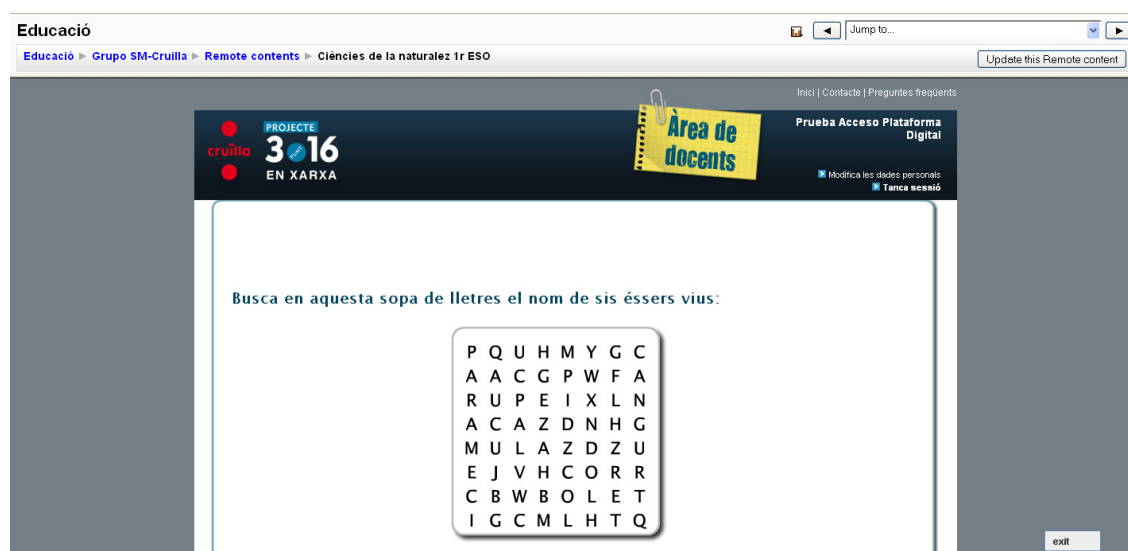 Educació
Jump to...
Educació ▶ Grupo SM-Cruïlla ▶ Remote contents ▶ Ciències de la naturalez 1r ESO
Update this Remote content
Inici | Contacte | Preguntes freqüents
cruïlla
PROJECTE
3 PUNT 16
EN XARXA
Àrea de
docents
Prueba Acceso Plataforma
Digital
Modifica les dades personals
Tanca sessió
Busca en aquesta sopa de lletres el nom de sis éssers vius:
P Q U H M Y G C
A A C G P W F A
R U P E I X L N
A C A Z D N H G
M U L A Z D Z U
E J V H C O R R
C B W B O L E T
I G C M L H T Q
exit